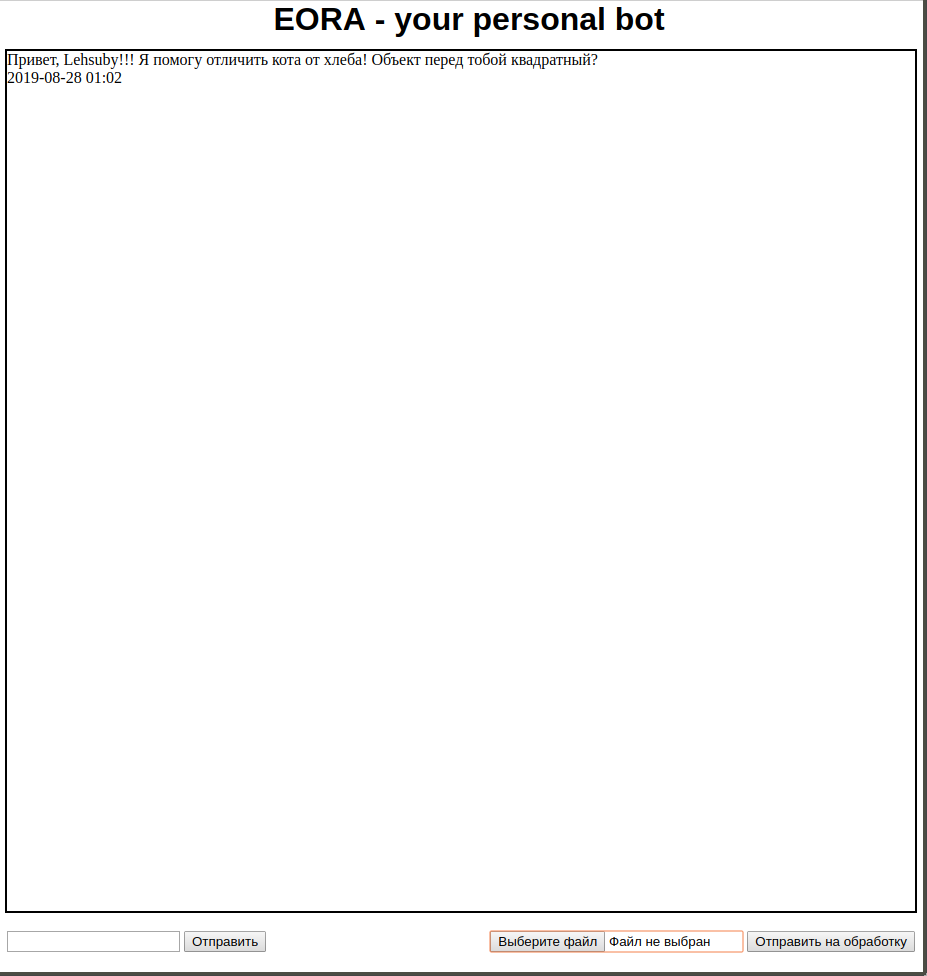 EORA - your personal bot
Привет, Lehsuby!!! Я помогу отличить кота от хлеба! Объект перед тобой квадратный?
2019-08-28 01:02
Отправить Выберите файл Файл не выбран Отправить на обработку